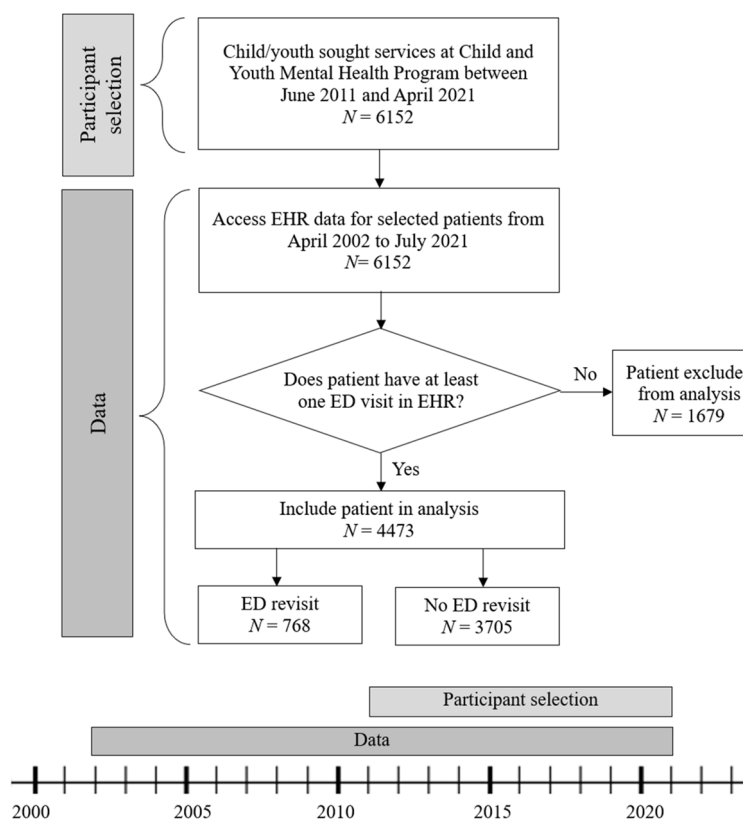 Participant
selection
Child/youth sought services at Child and
Youth Mental Health Program between
June 2011 and April 2021
N = 6152
Data
Access EHR data for selected patients from
April 2002 to July 2021
N= 6152
Does patient have at least
one ED visit in EHR?
No
Patient exclude
from analysis
N = 1679
Yes
Include patient in analysis
N = 4473
ED revisit
N = 768
No ED revisit
N = 3705
Participant selection
Data
2000 2005 2010 2015 2020